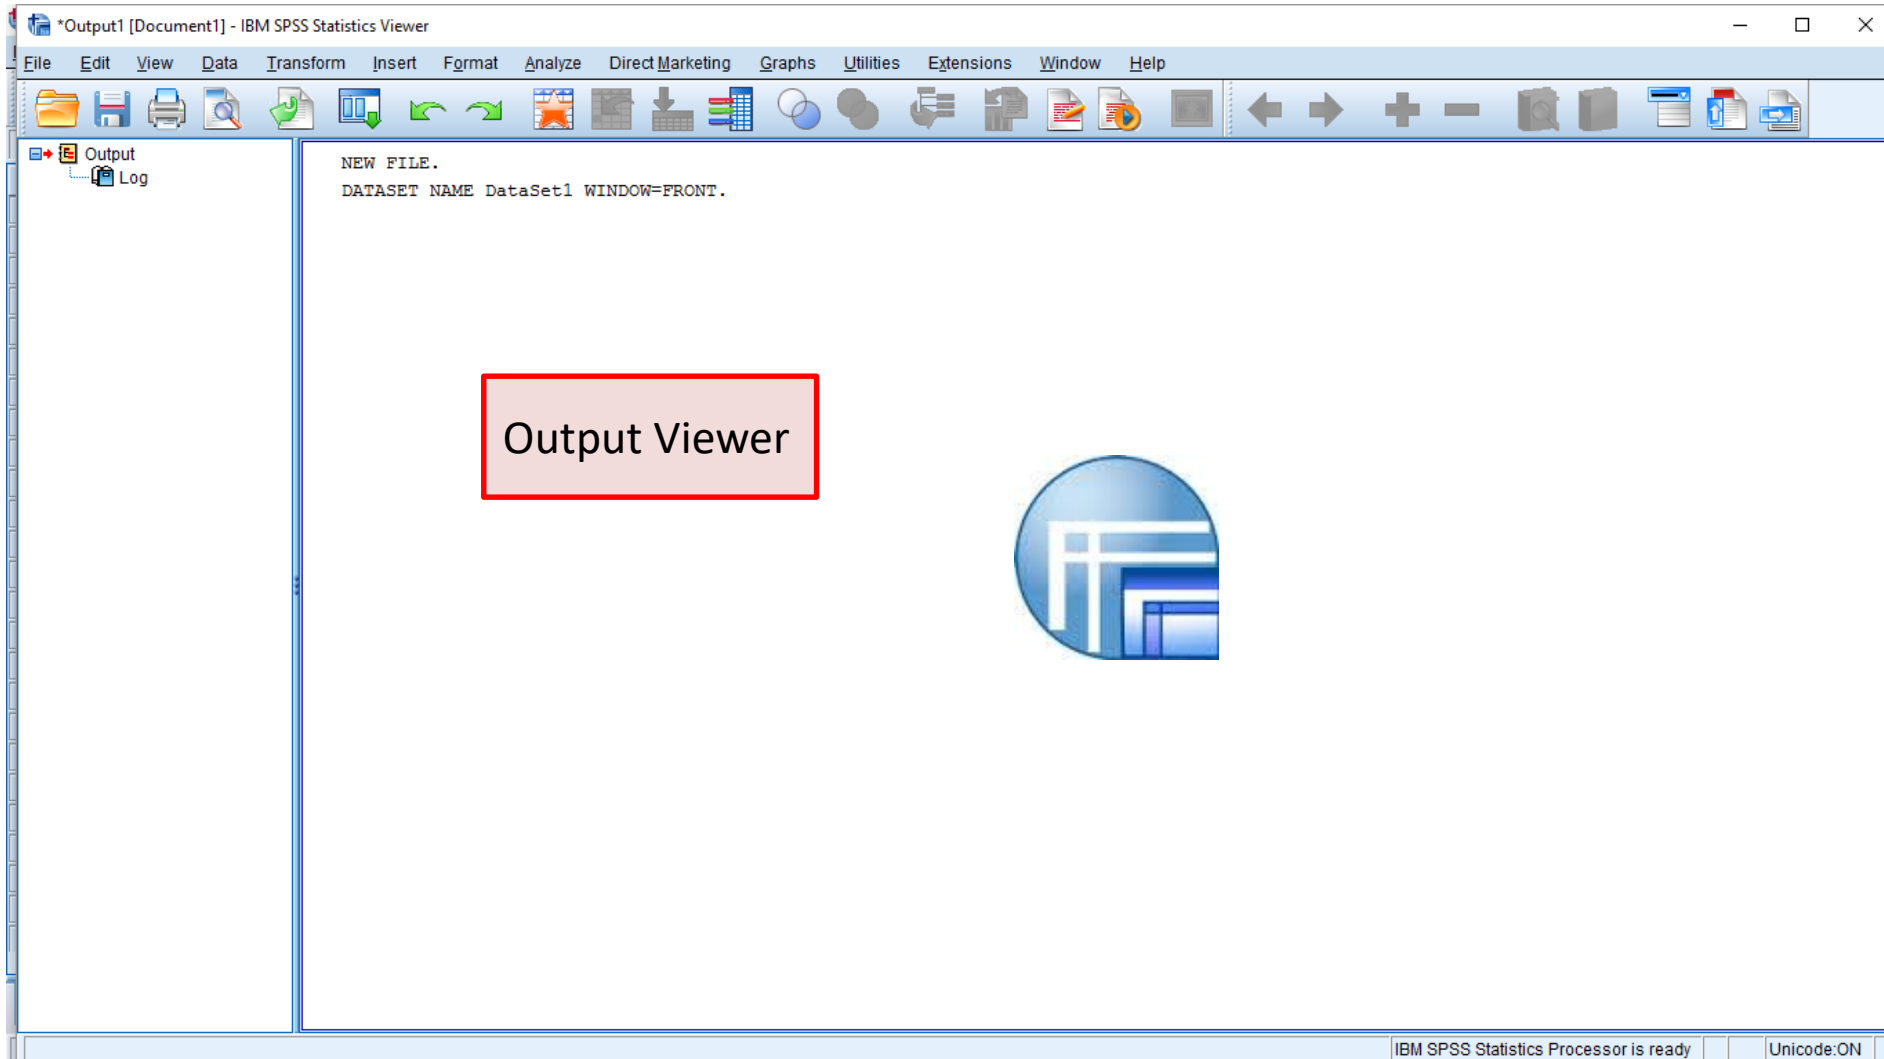 *Output1 [Document1] - IBM SPSS Statistics Viewer
File Edit View Data Transform Insert Format Analyze Direct Marketing Graphs Utilities Extensions Window Help
Output
Log
NEW FILE.
DATASET NAME DataSet1 WINDOW=FRONT.
Output Viewer
IBM SPSS Statistics Processor is ready Unicode:ON